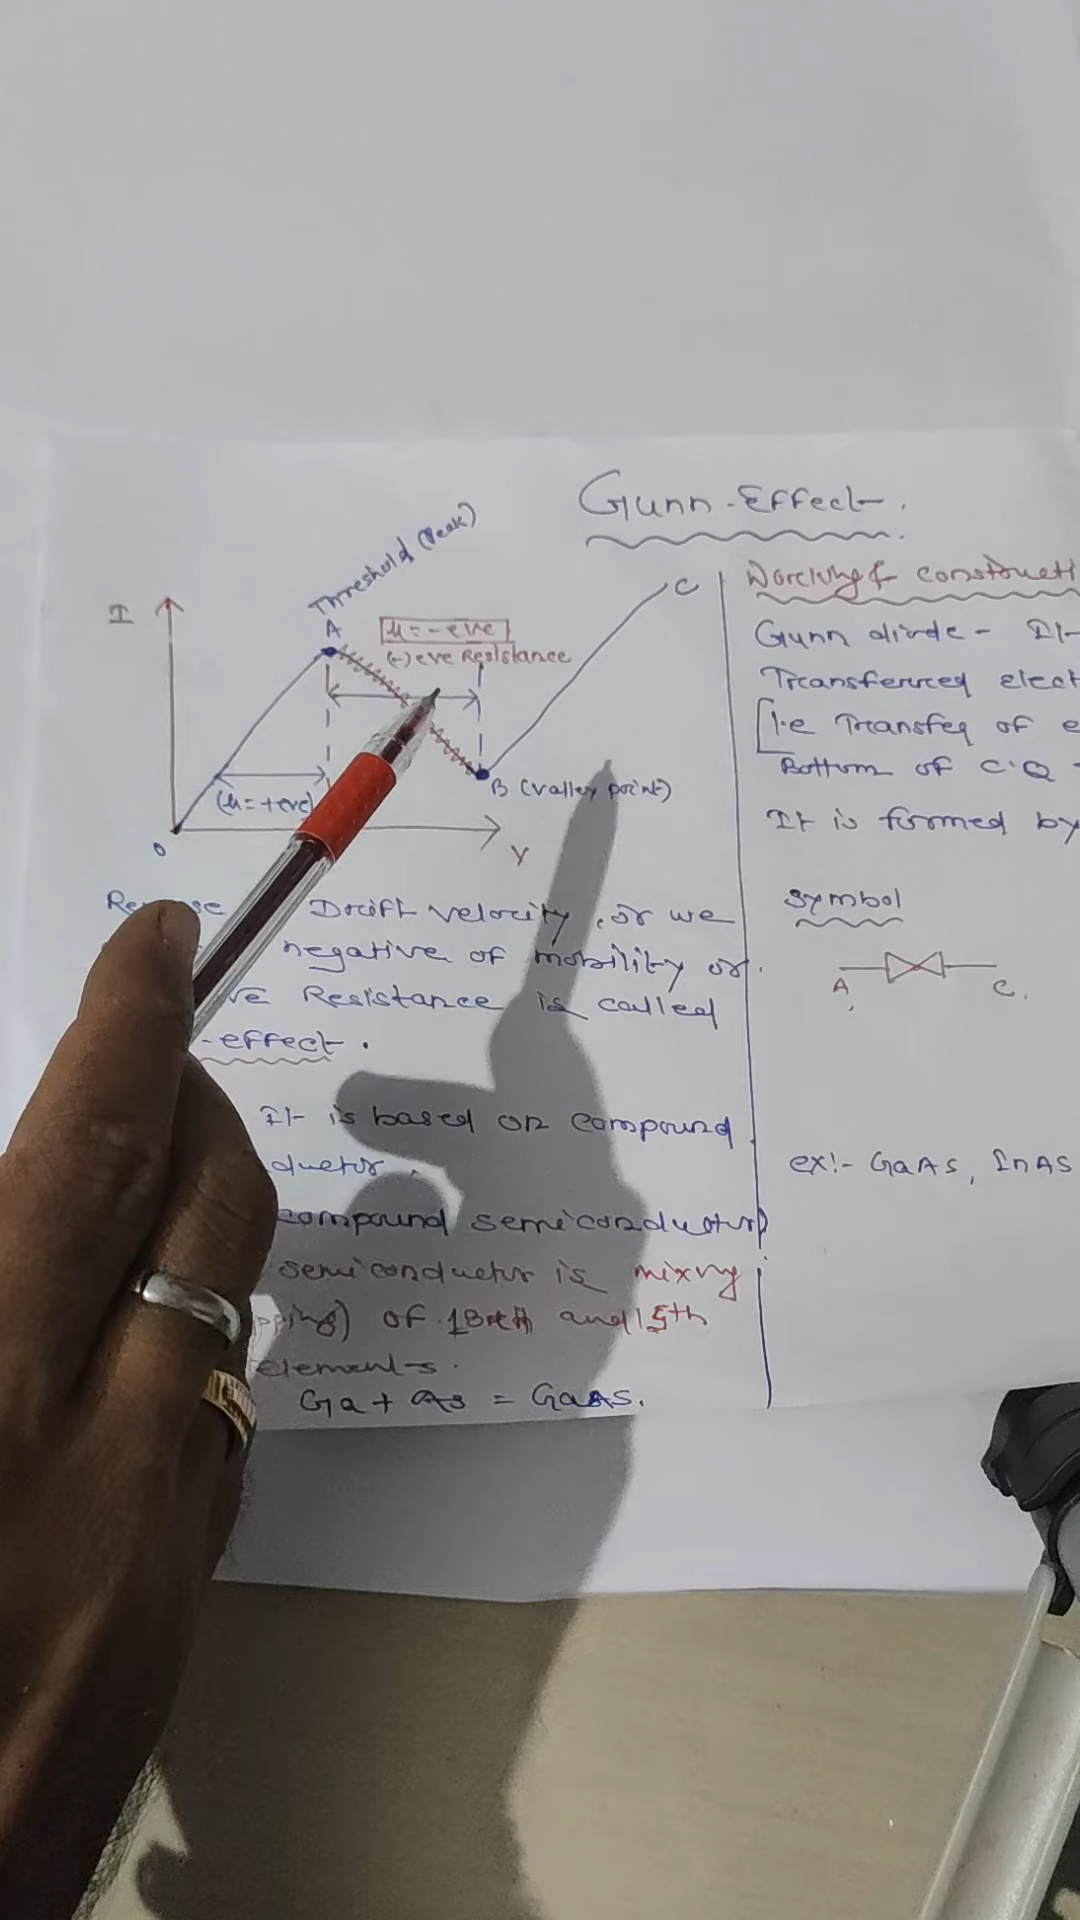 Gunn-Effect.
Threshold (Peak)
I
A
μ = -eve
(-)eve Resistance
C
B (valley point)
(μ = +eve)
O
V
Drift velocity, or we
negative of mobility or
ve Resistance is called
-effect.
It is based on compound
ductor.
compound semiconductor)
semiconductor is mixing
of 13th and 15th
elements.
Ga + As = GaAs.
Working & constructi
Gunn diode - It
Transferred elect
[i.e Transfer of e
Bottom of C.
It is formed by
Symbol
A
C.
ex:- GaAs, InAs